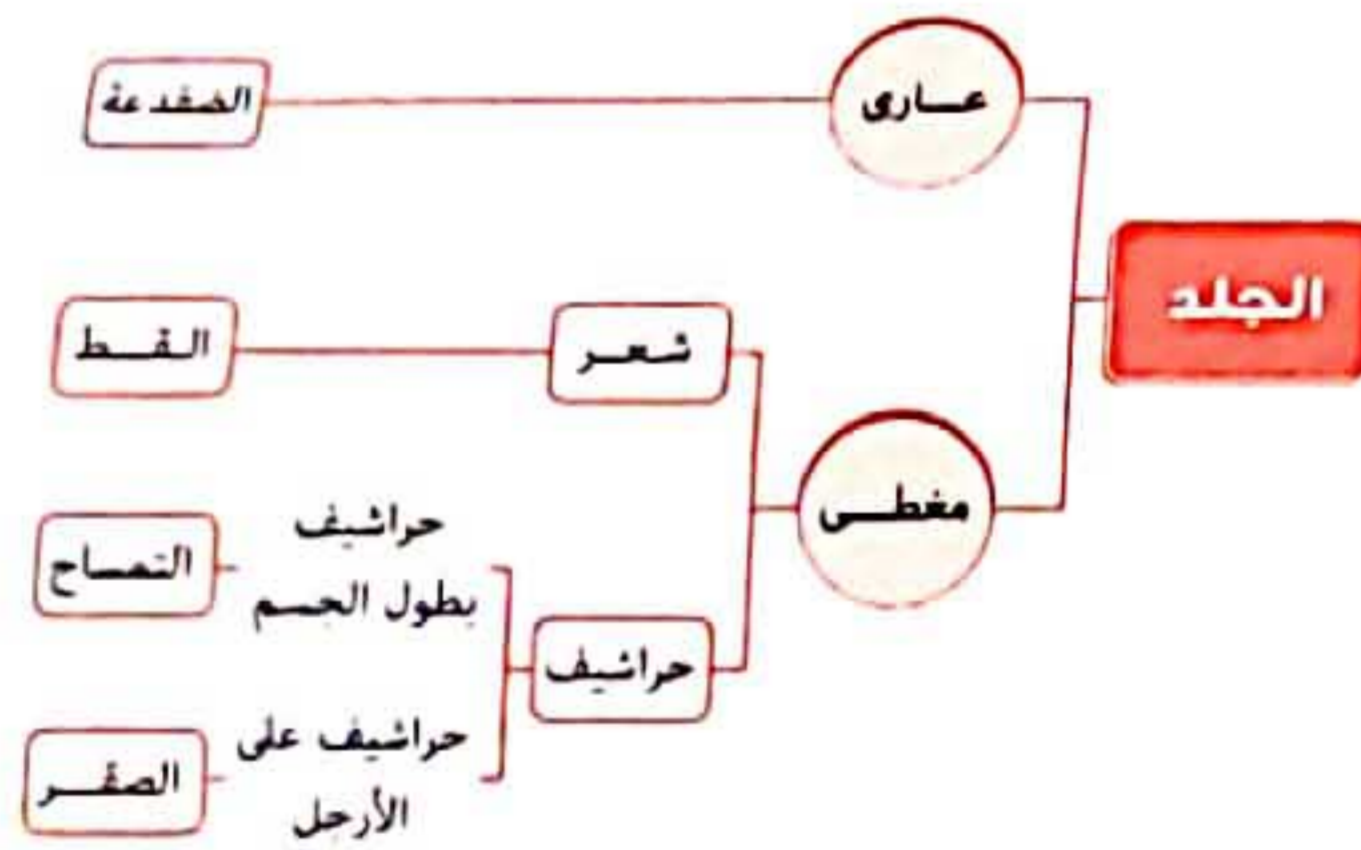 الجلد
عارى
الضفدعة
مغطى
شعر
القط
حراشيف
حراشيف
بطول الجسم
التمساح
حراشيف على
الأرجل
الصقر